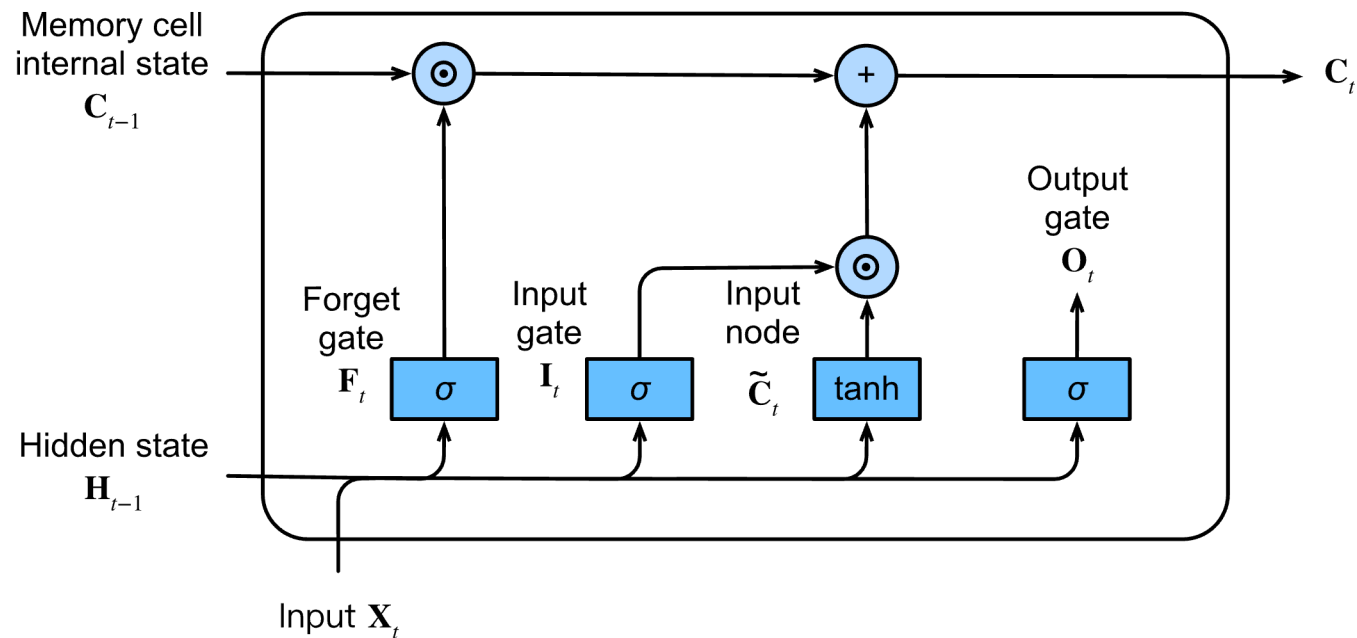 Memory cell
internal state
C_{t−1}
⊙
+
C_t
Output
gate
O_t
⊙
Forget
gate
F_t
σ
Input
gate
I_t
σ
Input
node
C̃_t
tanh
σ
Hidden state
H_{t−1}
Input X_t